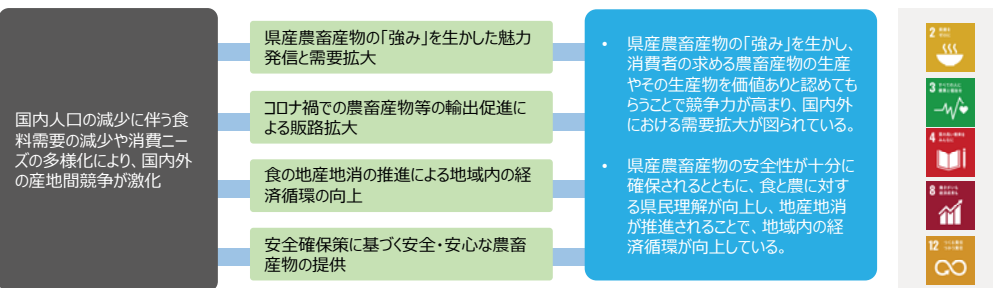 国内人口の減少に伴う食
料需要の減少や消費ニー
ズの多様化により、国内外
の産地間競争が激化
県産農畜産物の「強み」を生かした魅力
発信と需要拡大
コロナ禍での農畜産物等の輸出促進に
よる販路拡大
食の地産地消の推進による地域内の経
済循環の向上
安全確保策に基づく安全・安心な農畜
産物の提供
• 県産農畜産物の「強み」を生かし、
消費者の求める農畜産物の生産
やその生産物を価値ありと認めても
らうことで競争力が高まり、国内外
における需要拡大が図られている。
• 県産農畜産物の安全性が十分に
確保されるとともに、食と農に対す
る県民理解が向上し、地産地消
が推進されることで、地域内の経
済循環が向上している。
2
3
4
8
12